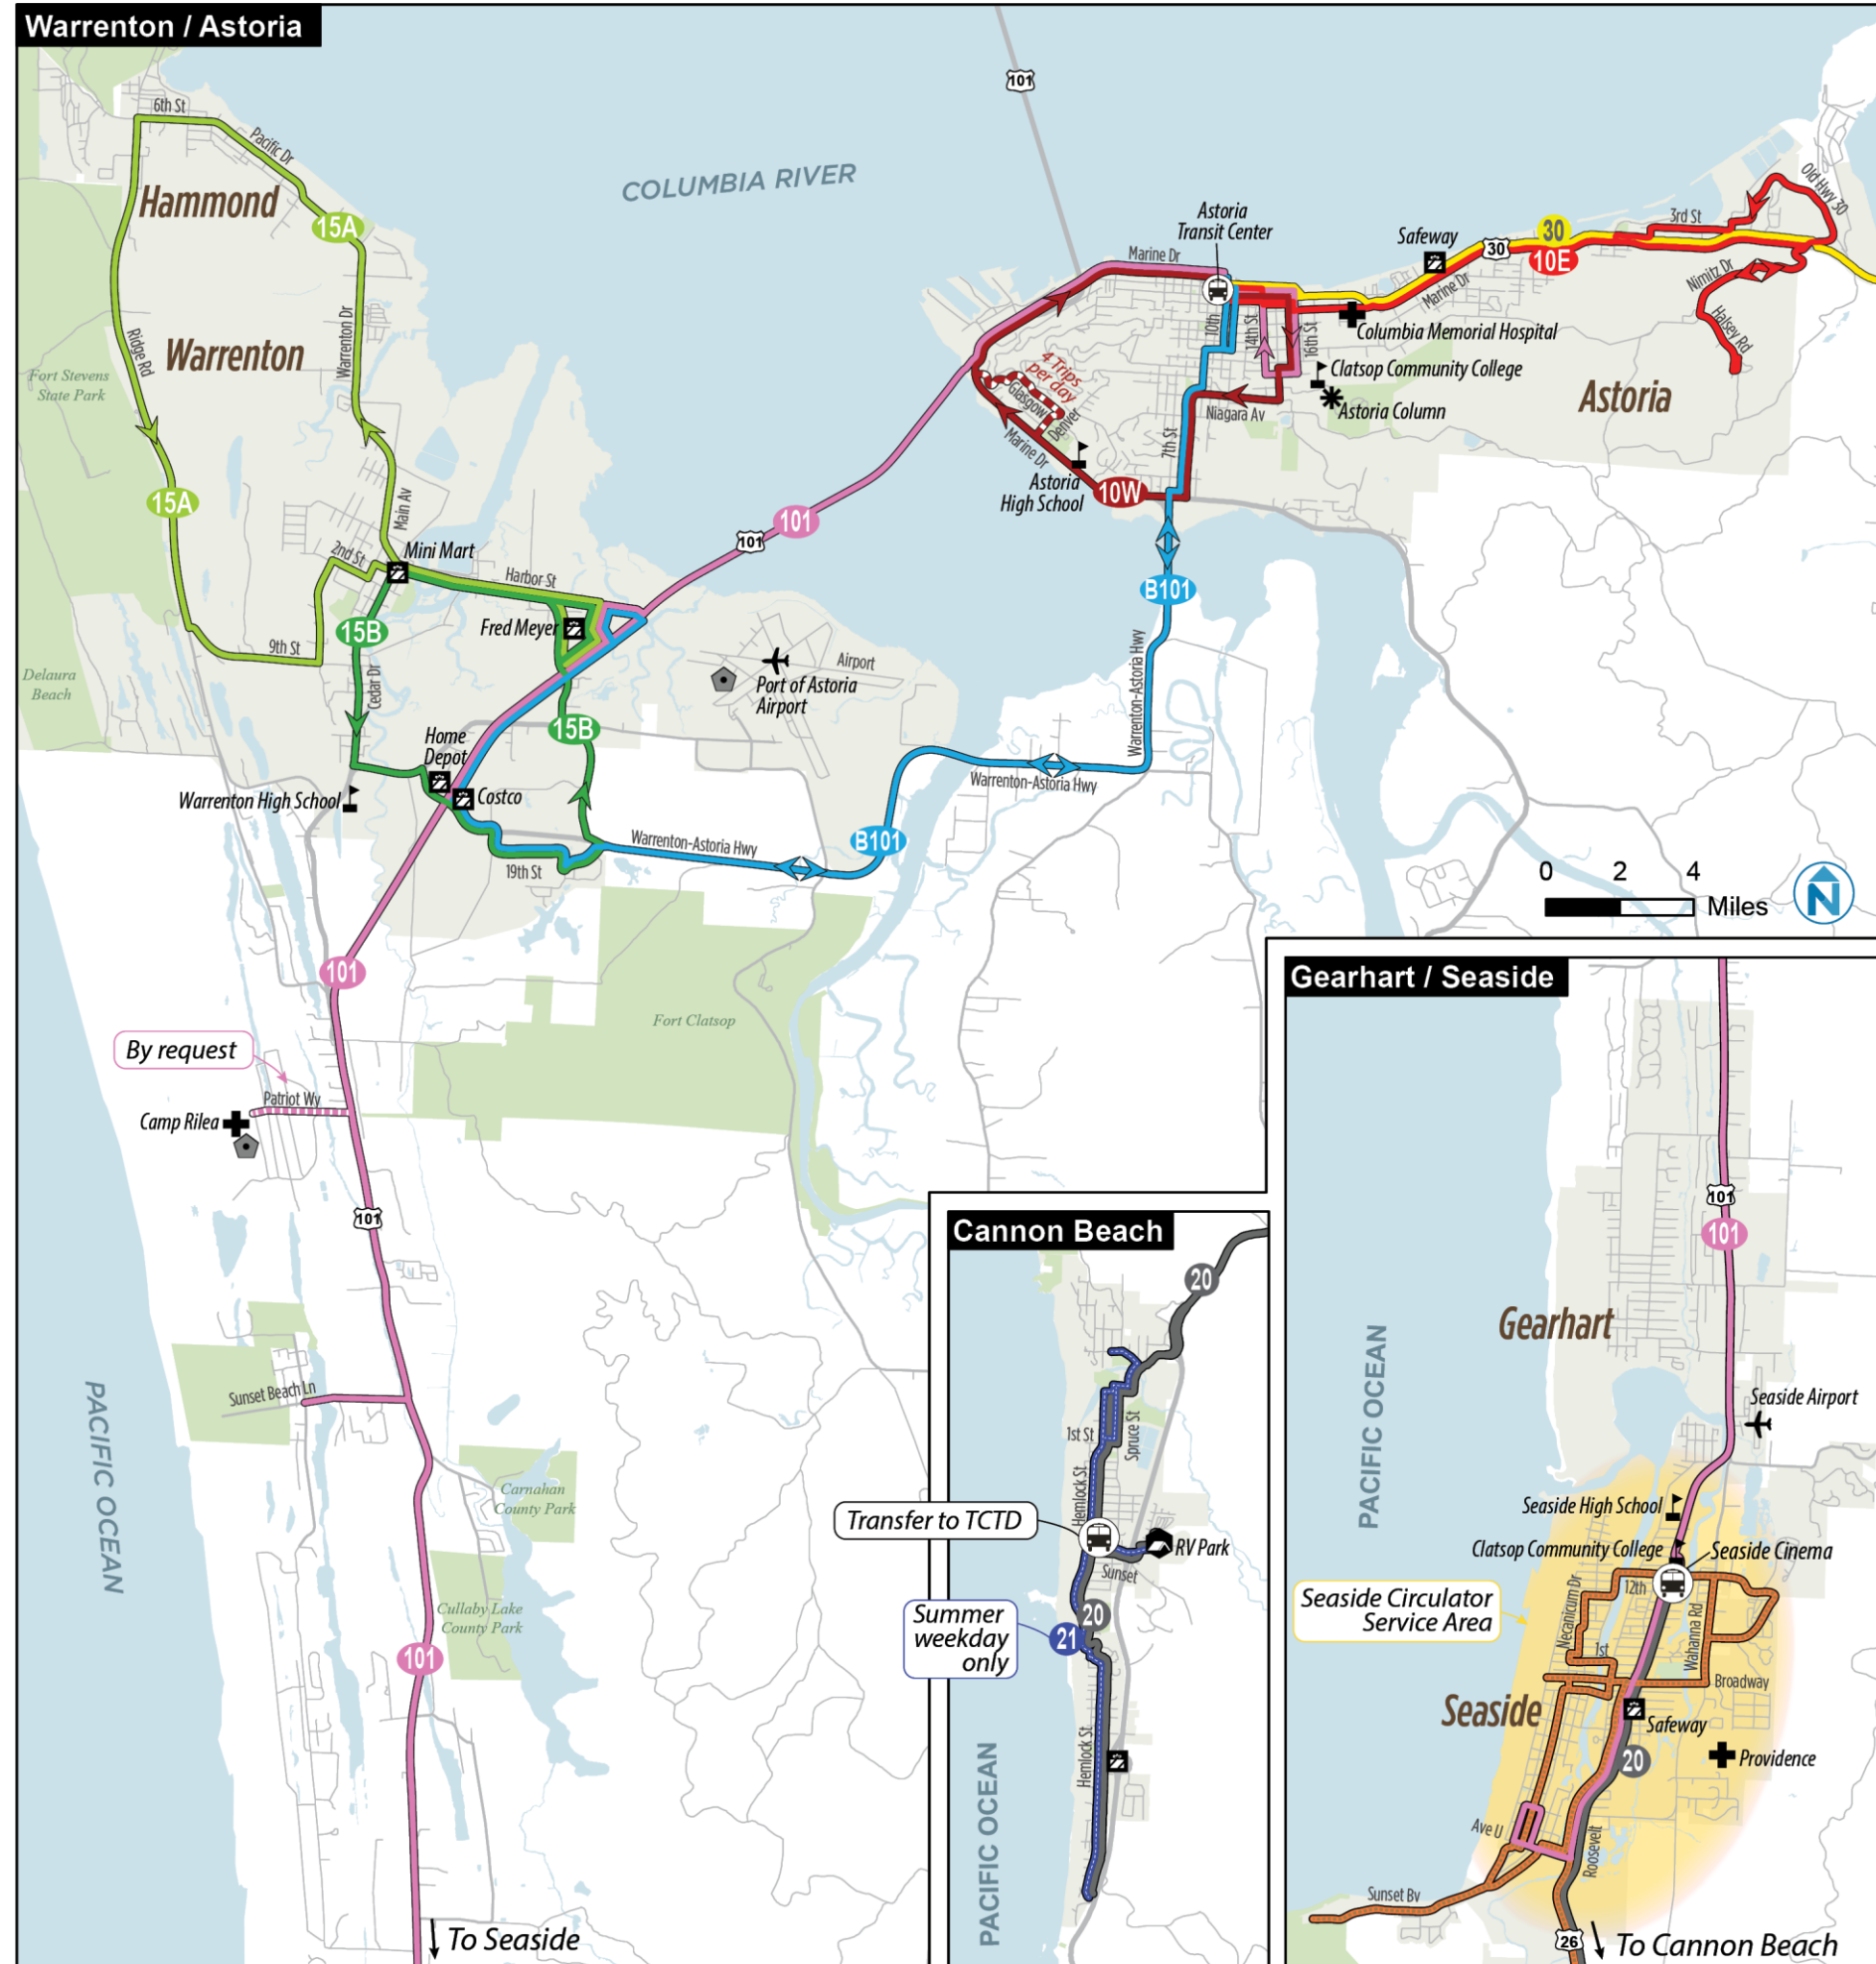 Warrenton / Astoria
101
6th St
Pacific Dr
Hammond
15A
COLUMBIA RIVER
Old Hwy 30
3rd St
Astoria
Transit Center
Safeway
30
30
10E
Marine Dr
Marine Dr
Nimitz Dr
Halsey Rd
Columbia Memorial Hospital
10th
14th St
16th St
Clatsop Community College
Astoria Column
Astoria
Niagara Av
7th St
4 Trips
per day
Glasgow
Denver
Marine Dr
Astoria
High School
10W
Warrenton
Warrenton Dr
Ridge Rd
Fort Stevens
State Park
15A
Main Av
101
101
2nd St
Mini Mart
Harbor St
B101
15B
Fred Meyer
9th St
Cedar Dr
Delaura
Beach
Airport
Port of Astoria
Airport
Warrenton-Astoria Hwy
15B
Home
Depot
Costco
Warrenton High School
Warrenton-Astoria Hwy
B101
Warrenton-Astoria Hwy
19th St
0 2 4
Miles
N
101
Fort Clatsop
By request
Patriot Wy
Camp Rilea
101
Sunset Beach Ln
PACIFIC OCEAN
Carnahan
County Park
Cullaby Lake
County Park
101
To Seaside
Cannon Beach
20
1st St
Spruce St
Hemlock St
Transfer to TCTD
RV Park
Sunset
Summer
weekday
only
20
21
Hemlock St
PACIFIC OCEAN
Gearhart / Seaside
101
101
Gearhart
PACIFIC OCEAN
Seaside Airport
Seaside High School
Clatsop Community College
Seaside Cinema
12th
Seaside Circulator
Service Area
Necanicum Dr
Wahanna Rd
1st
Broadway
Seaside
Safeway
Providence
20
Ave U
Roosevelt
Sunset Bv
26
To Cannon Beach